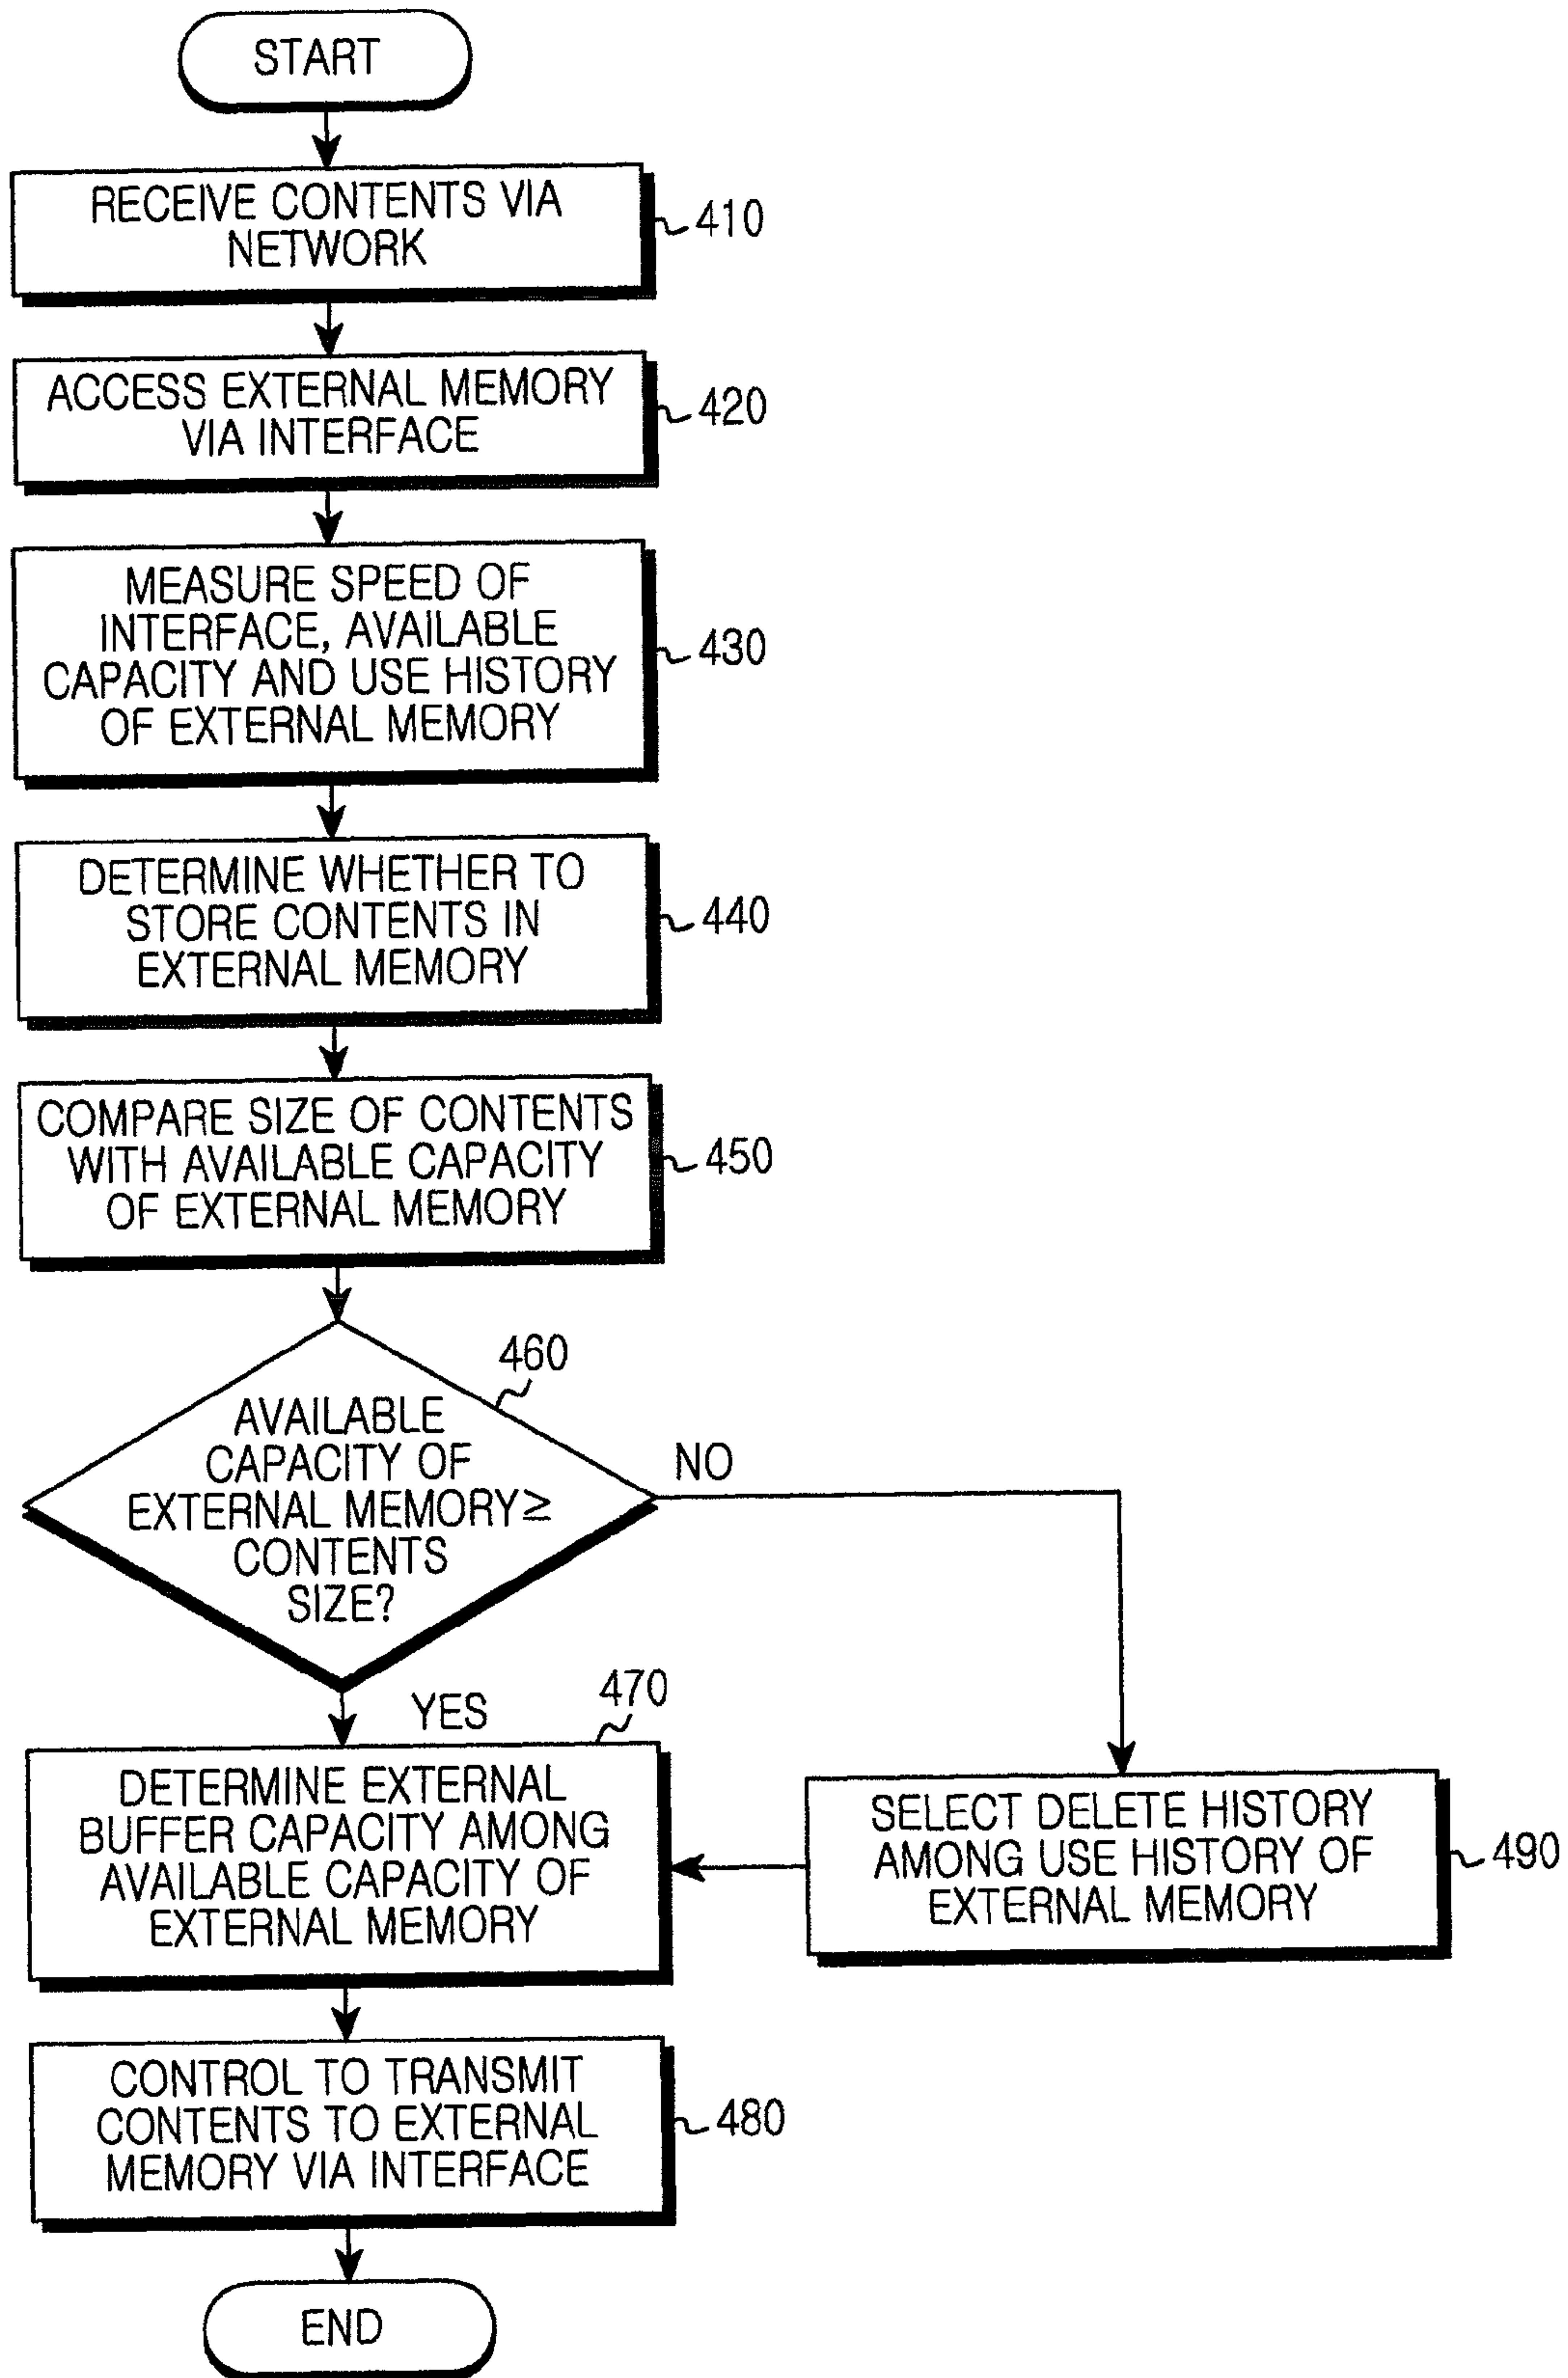 START
RECEIVE CONTENTS VIA
NETWORK
410
ACCESS EXTERNAL MEMORY
VIA INTERFACE
420
MEASURE SPEED OF
INTERFACE, AVAILABLE
CAPACITY AND USE HISTORY
OF EXTERNAL MEMORY
430
DETERMINE WHETHER TO
STORE CONTENTS IN
EXTERNAL MEMORY
440
COMPARE SIZE OF CONTENTS
WITH AVAILABLE CAPACITY
OF EXTERNAL MEMORY
450
460
AVAILABLE
CAPACITY OF
EXTERNAL MEMORY≥
CONTENTS
SIZE?
NO
YES
470
DETERMINE EXTERNAL
BUFFER CAPACITY AMONG
AVAILABLE CAPACITY OF
EXTERNAL MEMORY
SELECT DELETE HISTORY
AMONG USE HISTORY OF
EXTERNAL MEMORY
490
CONTROL TO TRANSMIT
CONTENTS TO EXTERNAL
MEMORY VIA INTERFACE
480
END